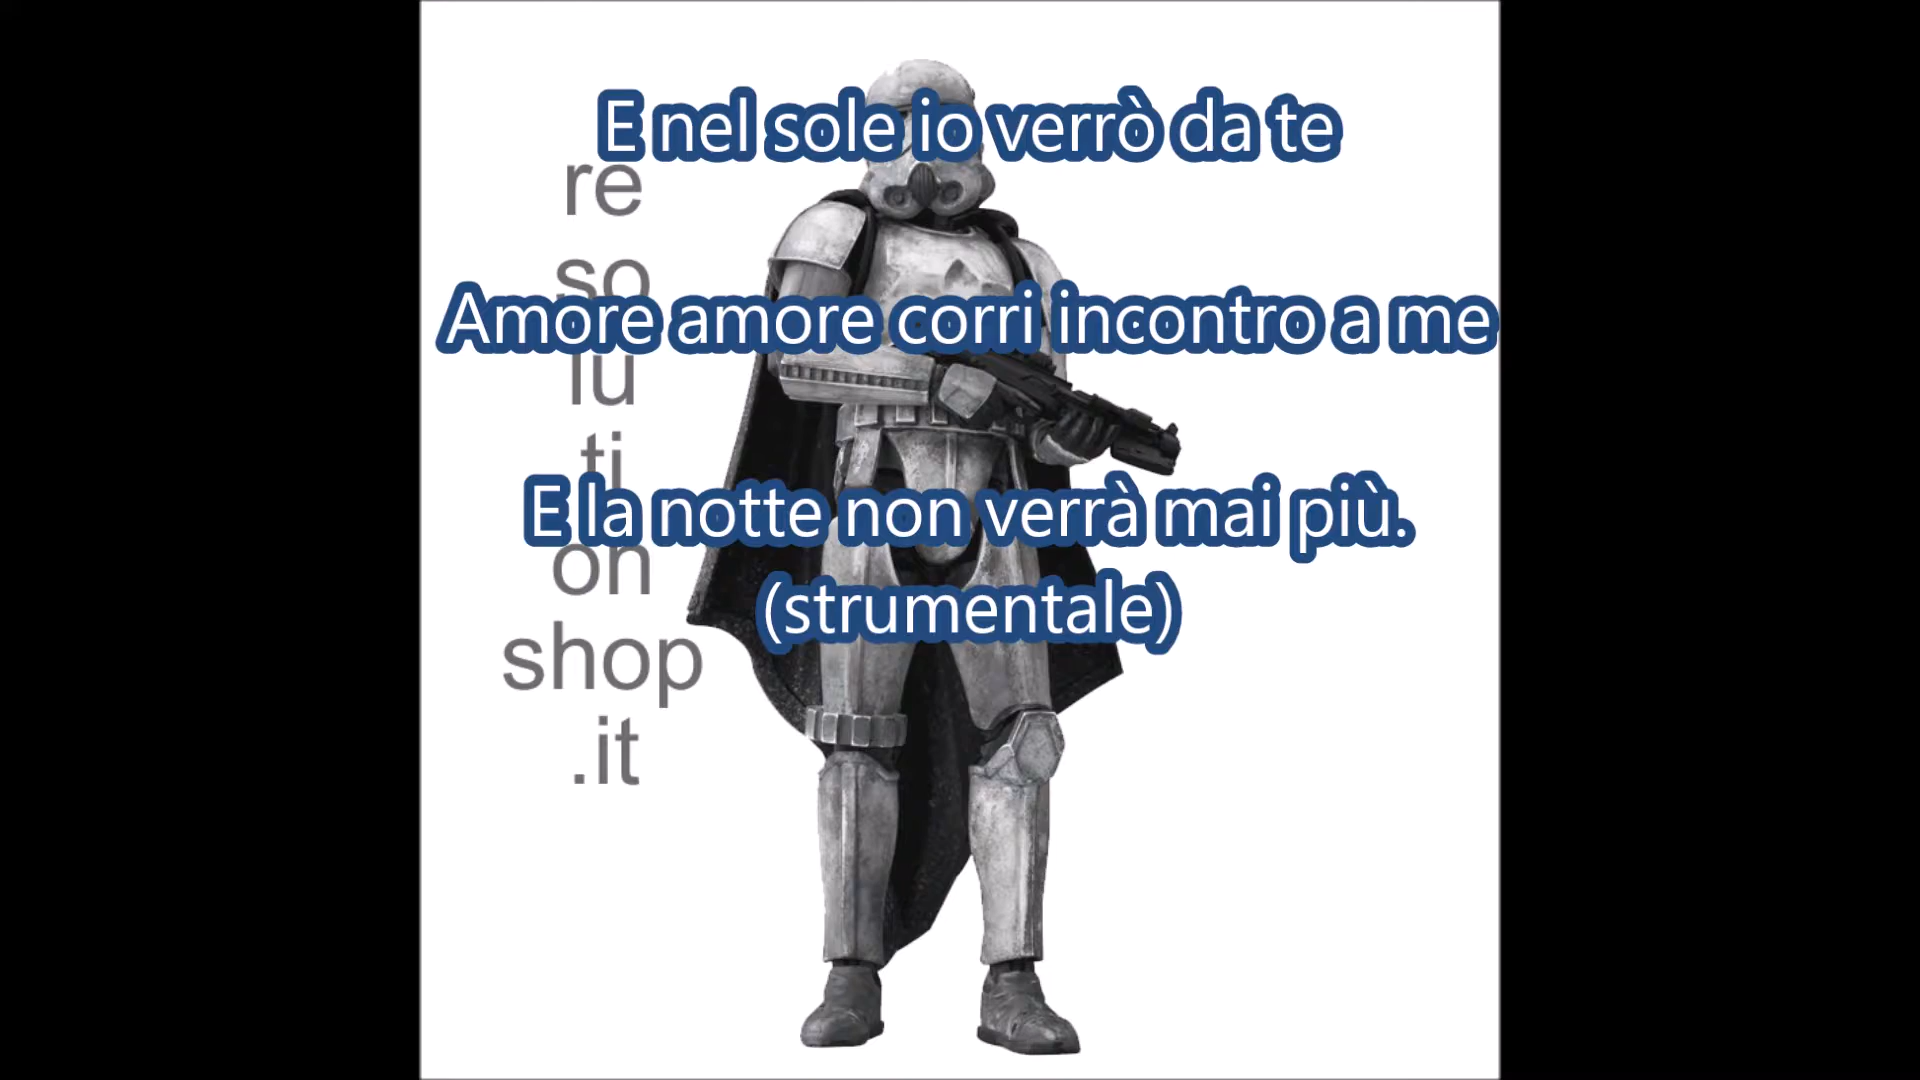 E nel sole io verrò da te
re
so
Amore amore corri incontro a me
lu
ti
E la notte non verrà mai più.
on
(strumentale)
shop
.it